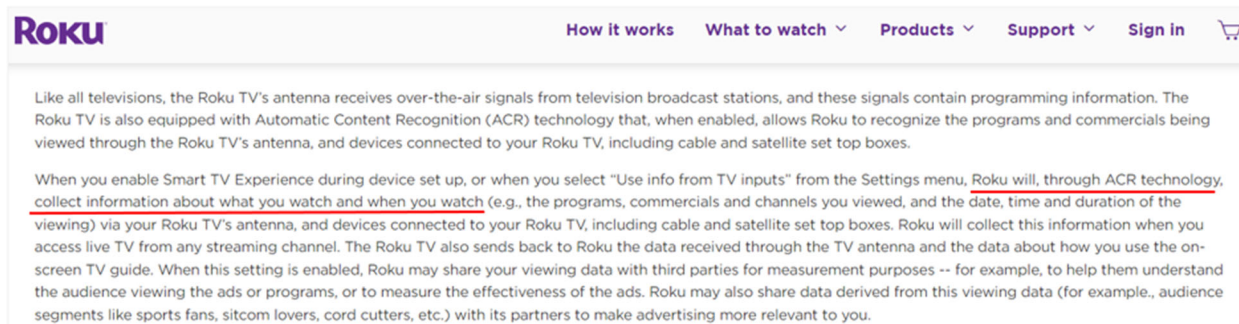 Roku
How it works What to watch Products Support Sign in
Like all televisions, the Roku TV's antenna receives over-the-air signals from television broadcast stations, and these signals contain programming information. The
Roku TV is also equipped with Automatic Content Recognition (ACR) technology that, when enabled, allows Roku to recognize the programs and commercials being
viewed through the Roku TV's antenna, and devices connected to your Roku TV, including cable and satellite set top boxes.
When you enable Smart TV Experience during device set up, or when you select “Use info from TV inputs” from the Settings menu, Roku will, through ACR technology,
collect information about what you watch and when you watch (e.g., the programs, commercials and channels you viewed, and the date, time and duration of the
viewing) via your Roku TV's antenna, and devices connected to your Roku TV, including cable and satellite set top boxes. Roku will collect this information when you
access live TV from any streaming channel. The Roku TV also sends back to Roku the data received through the TV antenna and the data about how you use the on-
screen TV guide. When this setting is enabled, Roku may share your viewing data with third parties for measurement purposes -- for example, to help them understand
the audience viewing the ads or programs, or to measure the effectiveness of the ads. Roku may also share data derived from this viewing data (for example., audience
segments like sports fans, sitcom lovers, cord cutters, etc.) with its partners to make advertising more relevant to you.